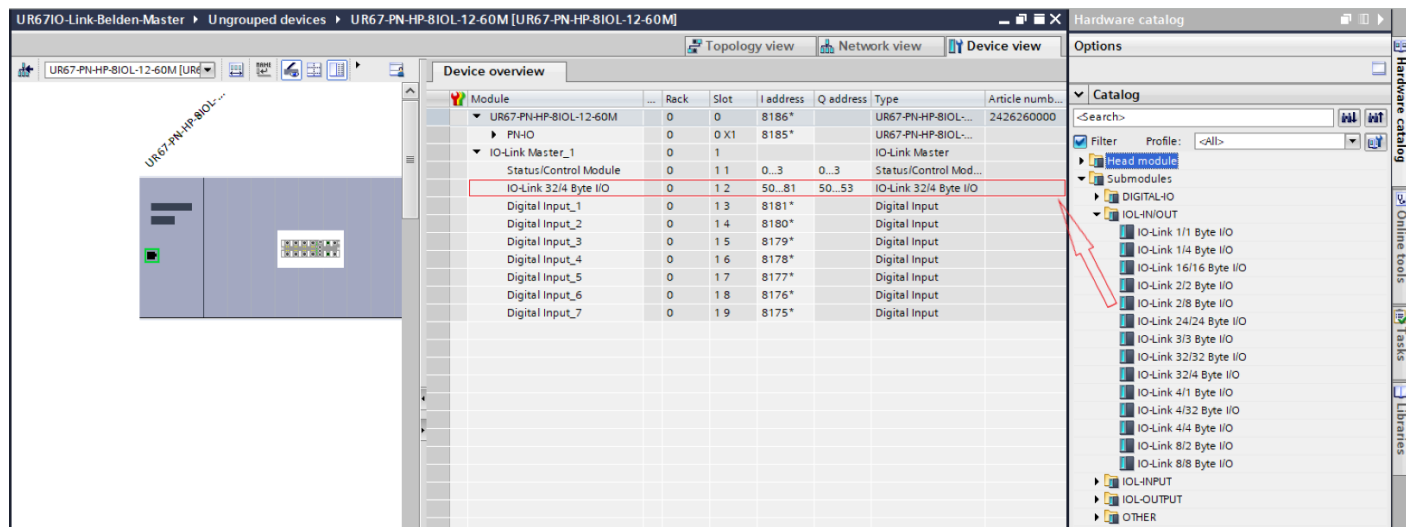 UR67IO-Link-Belden-Master ▸ Ungrouped devices ▸ UR67-PN-HP-8IOL-12-60M [UR67-PN-HP-8IOL-12-60M]
Hardware catalog
Topology view
Network view
Device view
Options
UR67-PN-HP-8IOL-12-60M [UR6
Device overview
UR67-PN-HP-8IOL-...
Module ... Rack Slot I address Q address Type Article numb...
UR67-PN-HP-8IOL-12-60M 0 0 8186* UR67-PN-HP-8IOL-... 2426260000
PN-IO 0 0 X1 8185* UR67-PN-HP-8IOL-...
IO-Link Master_1 0 1 IO-Link Master
Status/Control Module 0 1 1 0...3 0...3 Status/Control Mod...
IO-Link 32/4 Byte I/O 0 1 2 50...81 50...53 IO-Link 32/4 Byte I/O
Digital Input_1 0 1 3 8181* Digital Input
Digital Input_2 0 1 4 8180* Digital Input
Digital Input_3 0 1 5 8179* Digital Input
Digital Input_4 0 1 6 8178* Digital Input
Digital Input_5 0 1 7 8177* Digital Input
Digital Input_6 0 1 8 8176* Digital Input
Digital Input_7 0 1 9 8175* Digital Input
Catalog
<Search>
Filter Profile: <All>
Head module
Submodules
DIGITAL-IO
IOL-IN/OUT
IO-Link 1/1 Byte I/O
IO-Link 1/4 Byte I/O
IO-Link 16/16 Byte I/O
IO-Link 2/2 Byte I/O
IO-Link 2/8 Byte I/O
IO-Link 24/24 Byte I/O
IO-Link 3/3 Byte I/O
IO-Link 32/32 Byte I/O
IO-Link 32/4 Byte I/O
IO-Link 4/1 Byte I/O
IO-Link 4/32 Byte I/O
IO-Link 4/4 Byte I/O
IO-Link 8/2 Byte I/O
IO-Link 8/8 Byte I/O
IOL-INPUT
IOL-OUTPUT
OTHER
Hardware catalog
Online tools
Tasks
Libraries